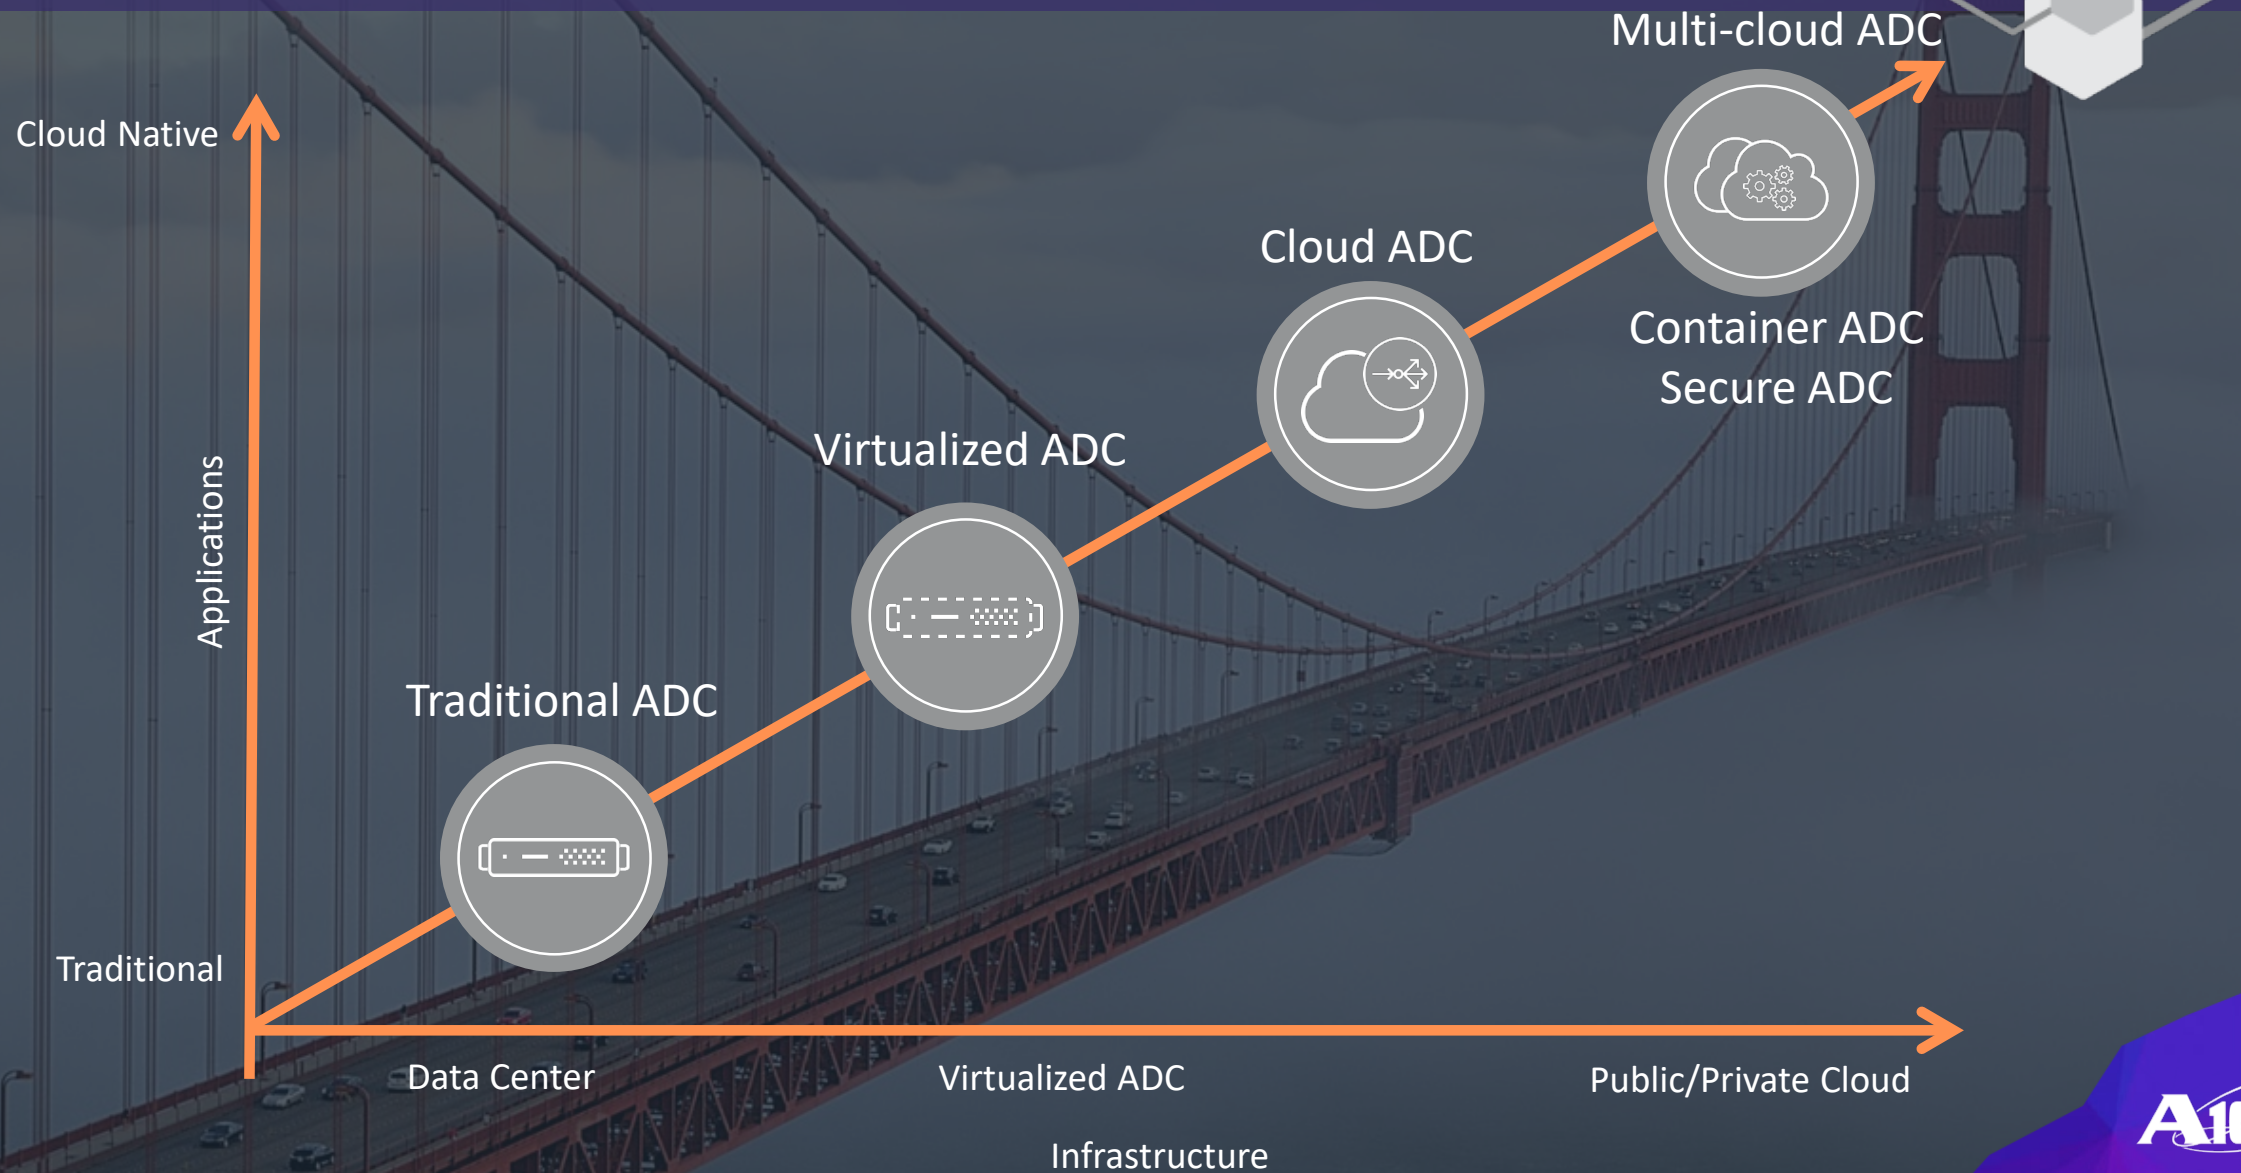 Multi-cloud ADC
Cloud Native
Cloud ADC
Container ADC
Secure ADC
Virtualized ADC
Applications
Traditional ADC
Traditional
Data Center
Virtualized ADC
Public/Private Cloud
A10
Infrastructure